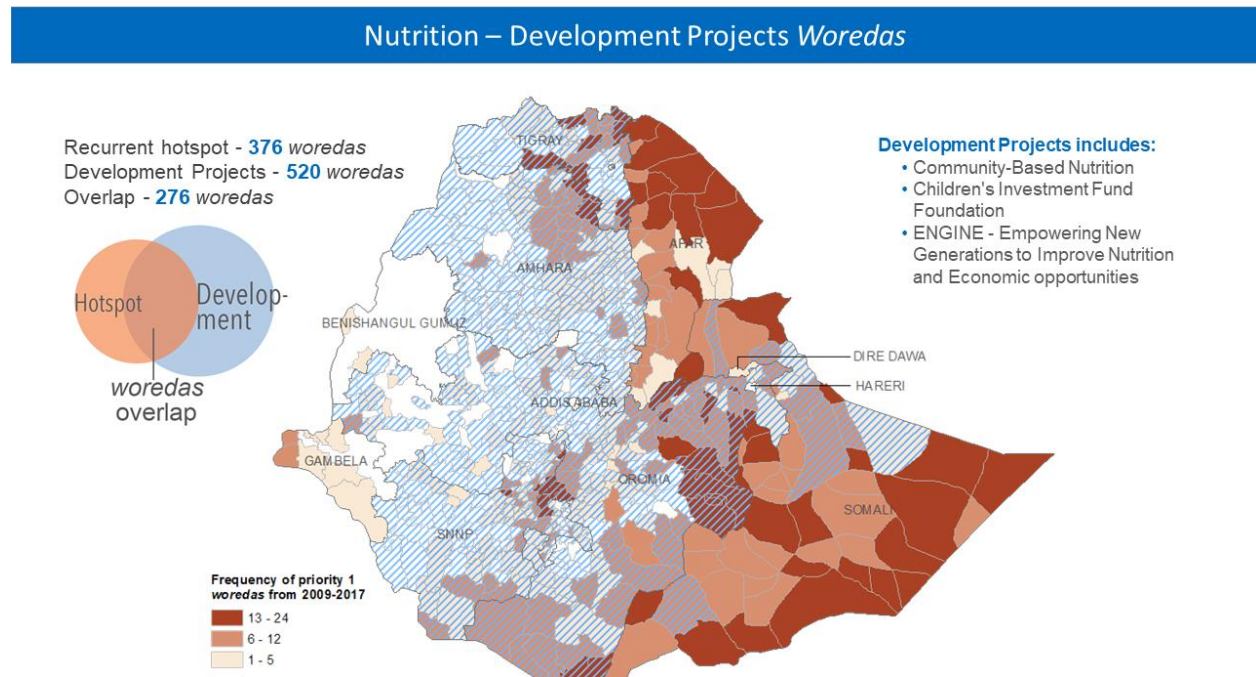 Nutrition – Development Projects Woredas
Recurrent hotspot - 376 woredas
Development Projects - 520 woredas
Overlap - 276 woredas
Hotspot
Develop-
ment
woredas
overlap
Development Projects includes:
• Community-Based Nutrition
• Children's Investment Fund
Foundation
• ENGINE - Empowering New
Generations to Improve Nutrition
and Economic opportunities
TIGRAY
AFAR
AMHARA
BENISHANGUL GUMUZ
DIRE DAWA
HARERI
ADDIS ABABA
GAMBELA
OROMIA
SOMALI
SNNP
Frequency of priority 1
woredas from 2009-2017
13 - 24
6 - 12
1 - 5